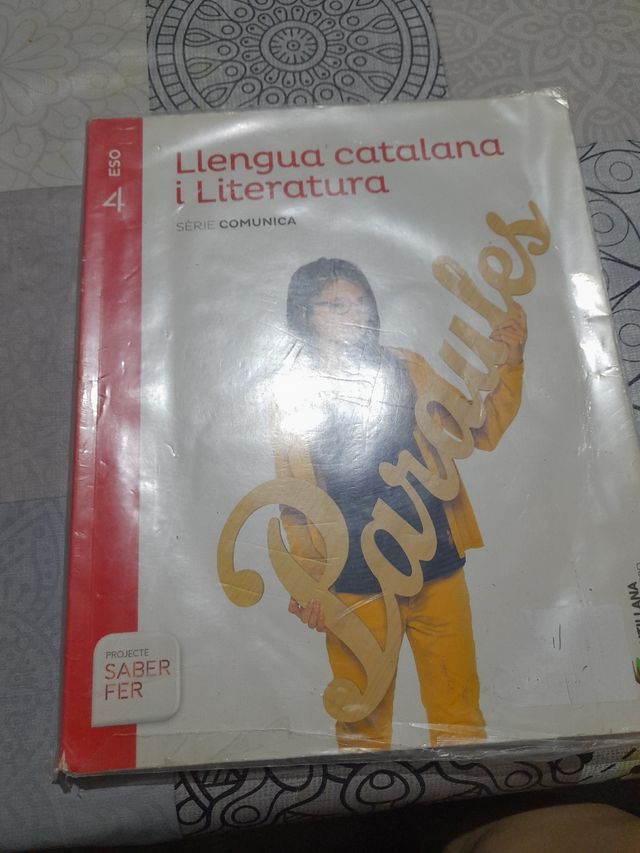 4 ESO
Llengua catalana
i Literatura
SÈRIE COMUNICA
Paraules
PROJECTE
SABER
FER